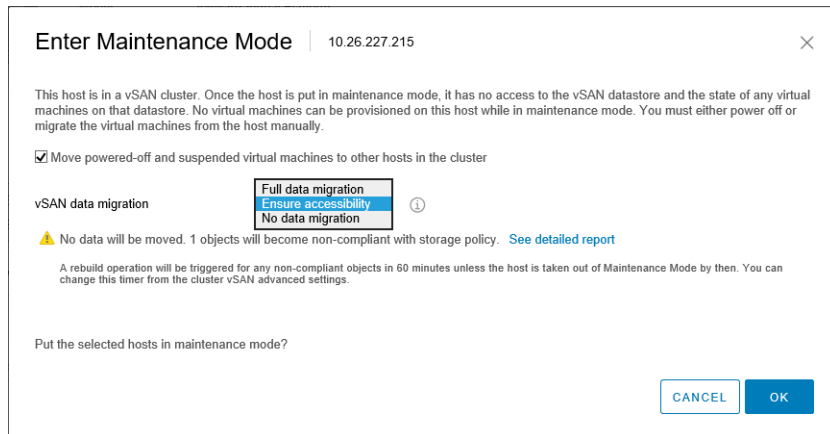 Enter Maintenance Mode 10.26.227.215
This host is in a vSAN cluster. Once the host is put in maintenance mode, it has no access to the vSAN datastore and the state of any virtual
machines on that datastore. No virtual machines can be provisioned on this host while in maintenance mode. You must either power off or
migrate the virtual machines from the host manually.
Move powered-off and suspended virtual machines to other hosts in the cluster
Full data migration
vSAN data migration Ensure accessibility
No data migration
No data will be moved. 1 objects will become non-compliant with storage policy. See detailed report
A rebuild operation will be triggered for any non-compliant objects in 60 minutes unless the host is taken out of Maintenance Mode by then. You can
change this timer from the cluster vSAN advanced settings.
Put the selected hosts in maintenance mode?
CANCEL OK